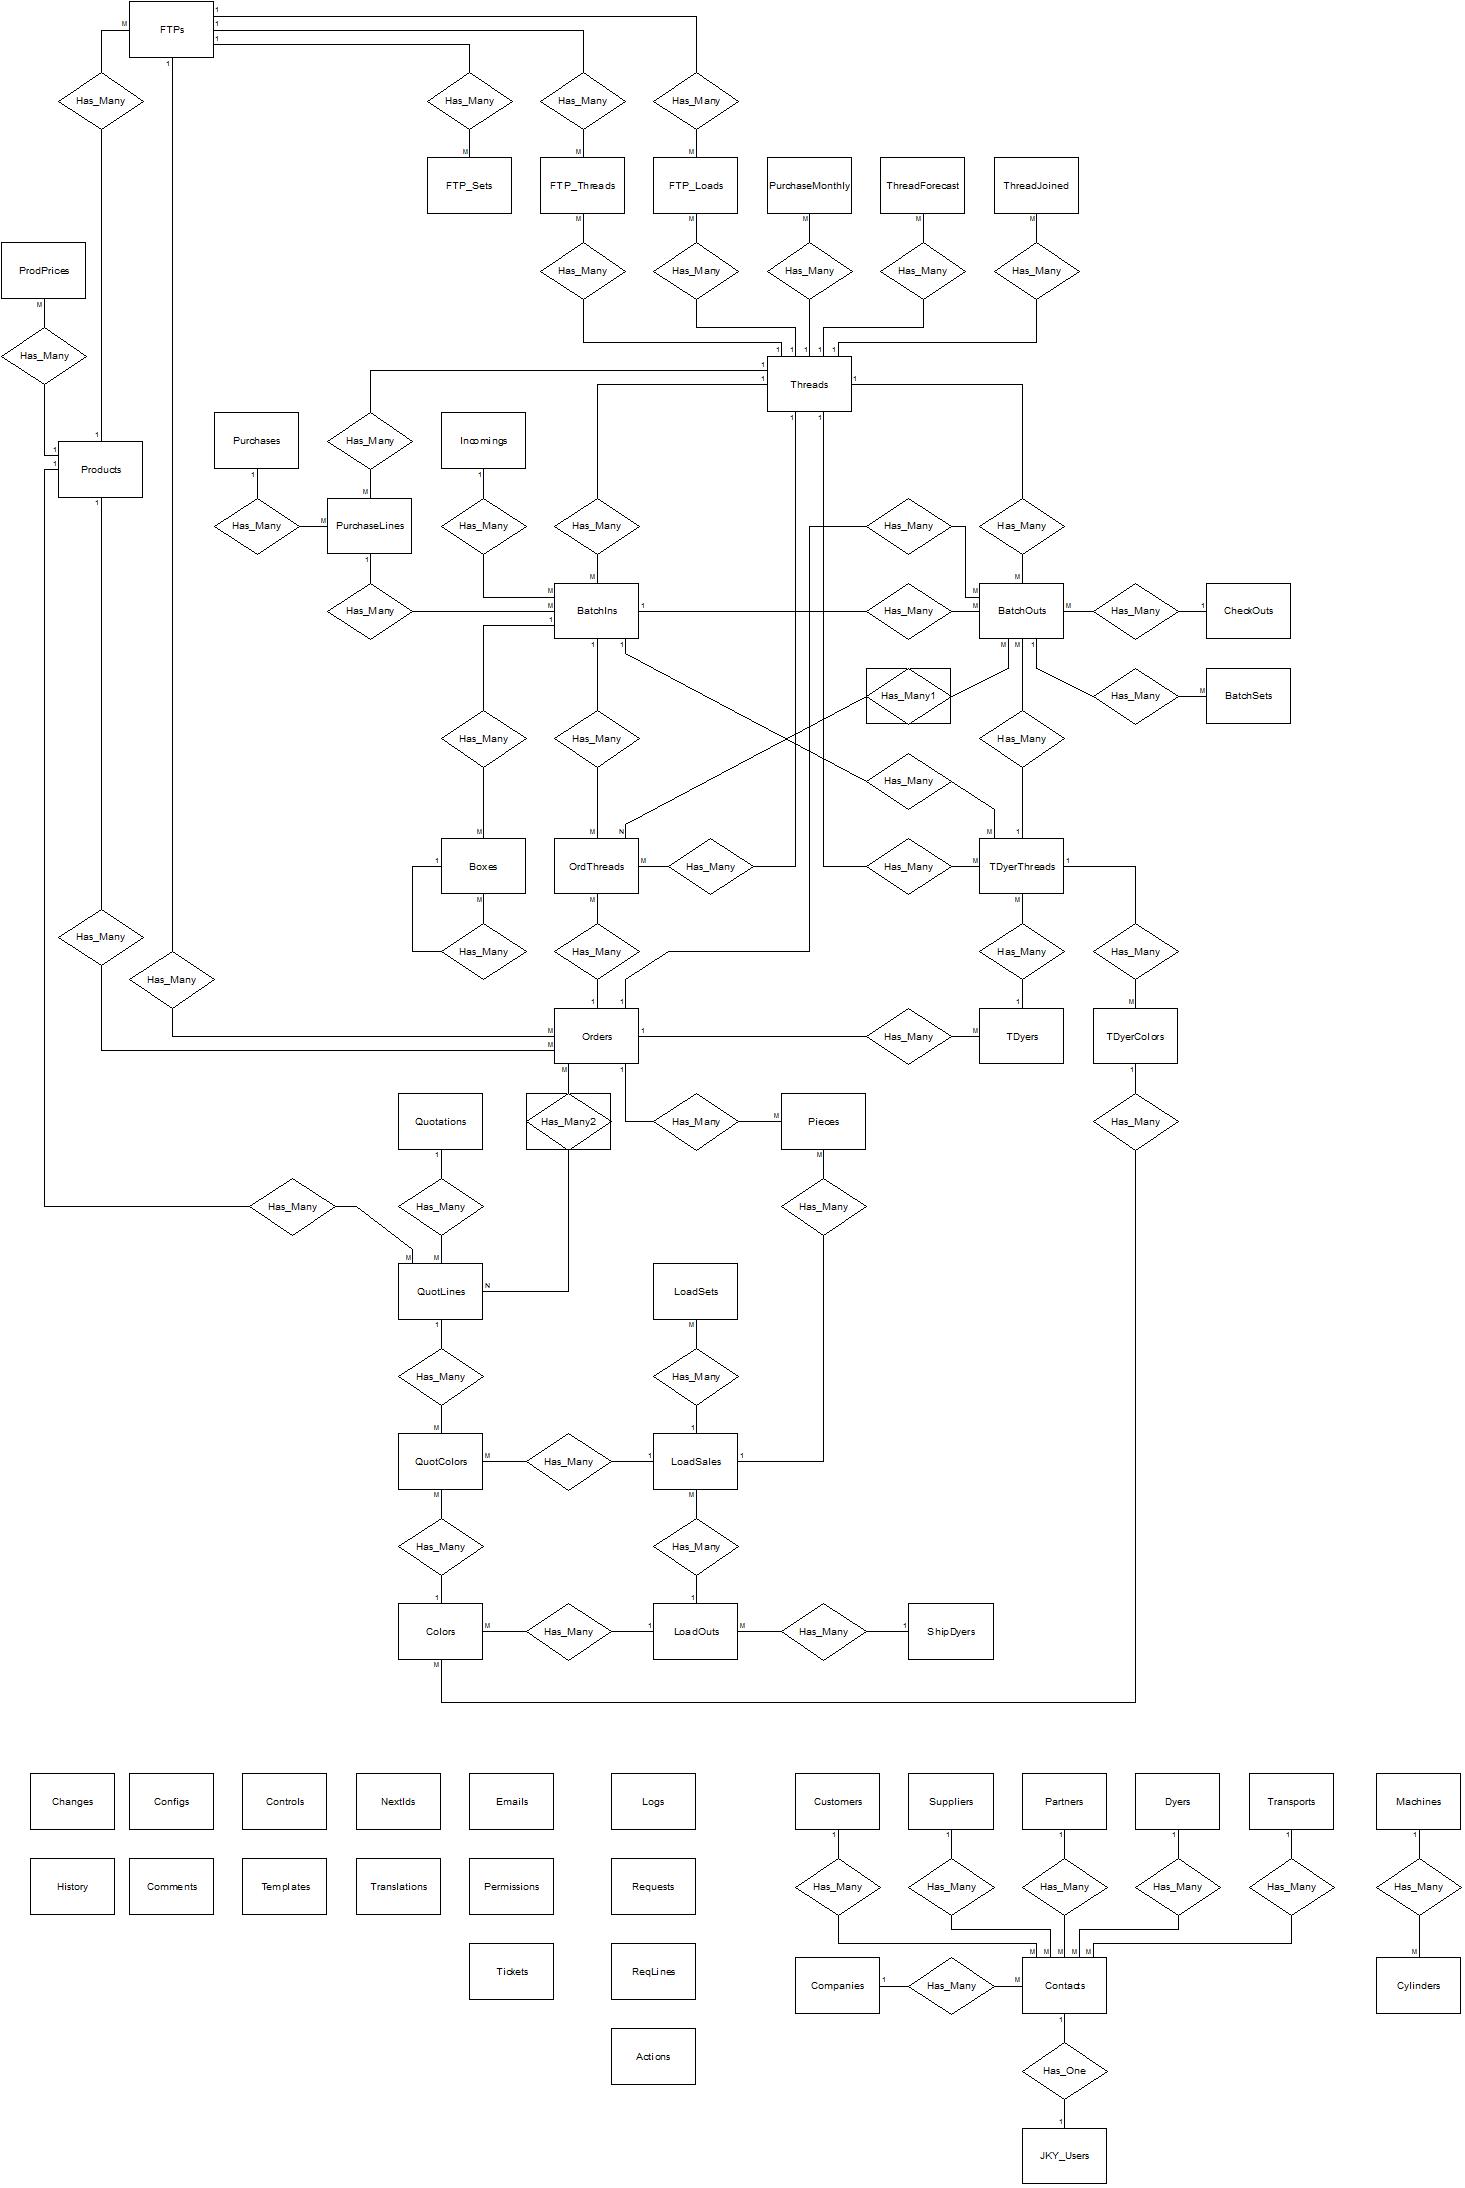 1
M
FTPs
1
1
1
Has_Many
Has_Many
Has_Many
Has_Many
M
M
M
FTP_Sets
FTP_Threads
FTP_Loads
PurchaseMonthly
ThreadForecast
ThreadJoined
M
M
M
M
M
ProdPrices
Has_Many
Has_Many
Has_Many
Has_Many
Has_Many
M
Has_Many
1
1
1
1
1
1
1
Threads
1
1
1
1
Purchases
Has_Many
Incomings
1
1
1
Products
1
1
M
1
1
Has_Many
M
PurchaseLines
Has_Many
Has_Many
Has_Many
Has_Many
1
M
M
M
M
Has_Many
M
BatchIns
1
Has_Many
M
BatchOuts
M
Has_Many
1
CheckOuts
1
1
1
M
M
1
Has_Many1
Has_Many
M
BatchSets
Has_Many
Has_Many
Has_Many
Has_Many
M
M
N
M
1
1
Boxes
OrdThreads
M
Has_Many
Has_Many
M
TDyerThreads
1
M
M
M
Has_Many
Has_Many
Has_Many
Has_Many
Has_Many
Has_Many
1
1
1
M
M
M
Orders
1
Has_Many
M
TDyers
TDyerColors
M
1
1
Quotations
Has_Many2
Has_Many
M
Pieces
Has_Many
1
M
Has_Many
Has_Many
Has_Many
M
M
QuotLines
N
LoadSets
1
M
Has_Many
Has_Many
M
1
QuotColors
M
Has_Many
1
LoadSales
1
M
M
Has_Many
Has_Many
1
1
Colors
M
Has_Many
1
LoadOuts
M
Has_Many
1
ShipDyers
M
Changes
Configs
Controls
NextIds
Emails
Logs
Customers
Suppliers
Partners
Dyers
Transports
Machines
1
1
1
1
1
1
History
Comments
Templates
Translations
Permissions
Requests
Has_Many
Has_Many
Has_Many
Has_Many
Has_Many
Has_Many
M
M
M
M
M
M
Tickets
ReqLines
Companies
1
Has_Many
M
Contacts
Cylinders
1
Actions
Has_One
1
JKY_Users